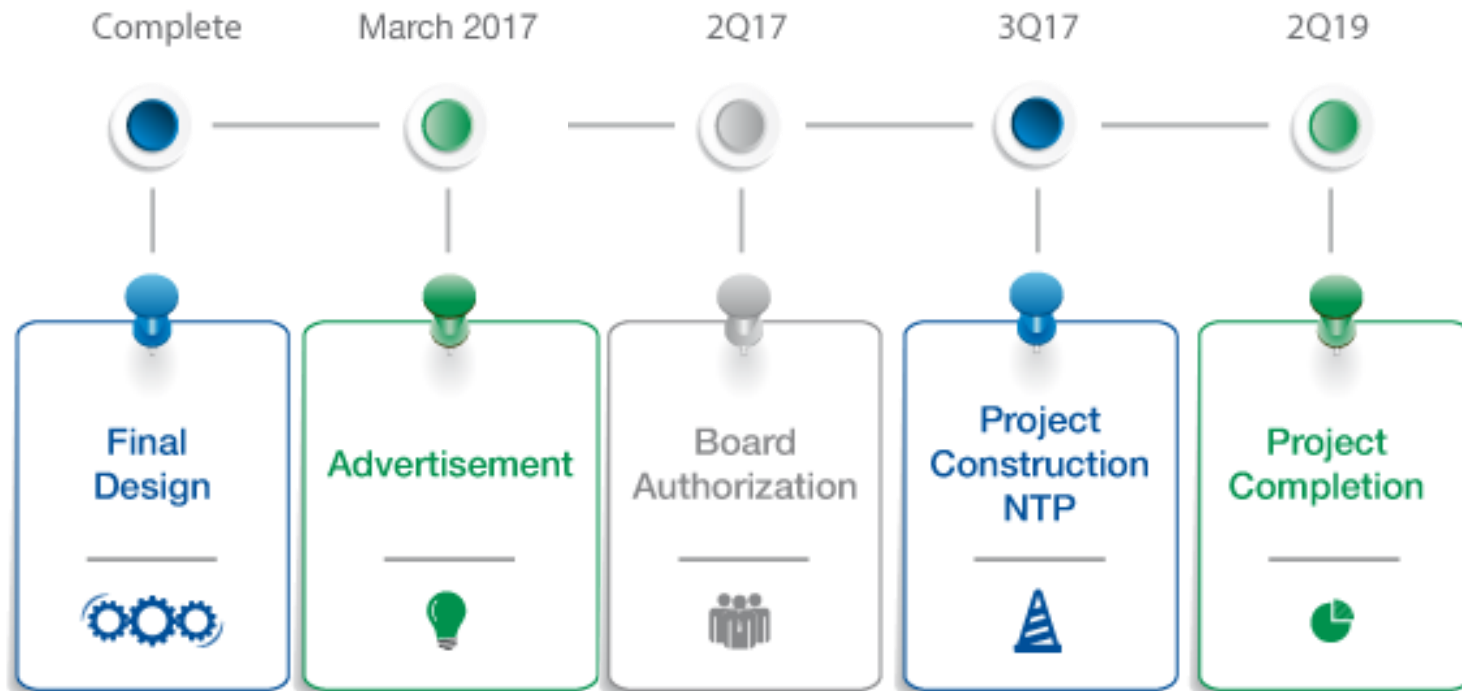 Complete
March 2017
2Q17
3Q17
2Q19
Final
Design
Advertisement
Board
Authorization
Project
Construction
NTP
Project
Completion